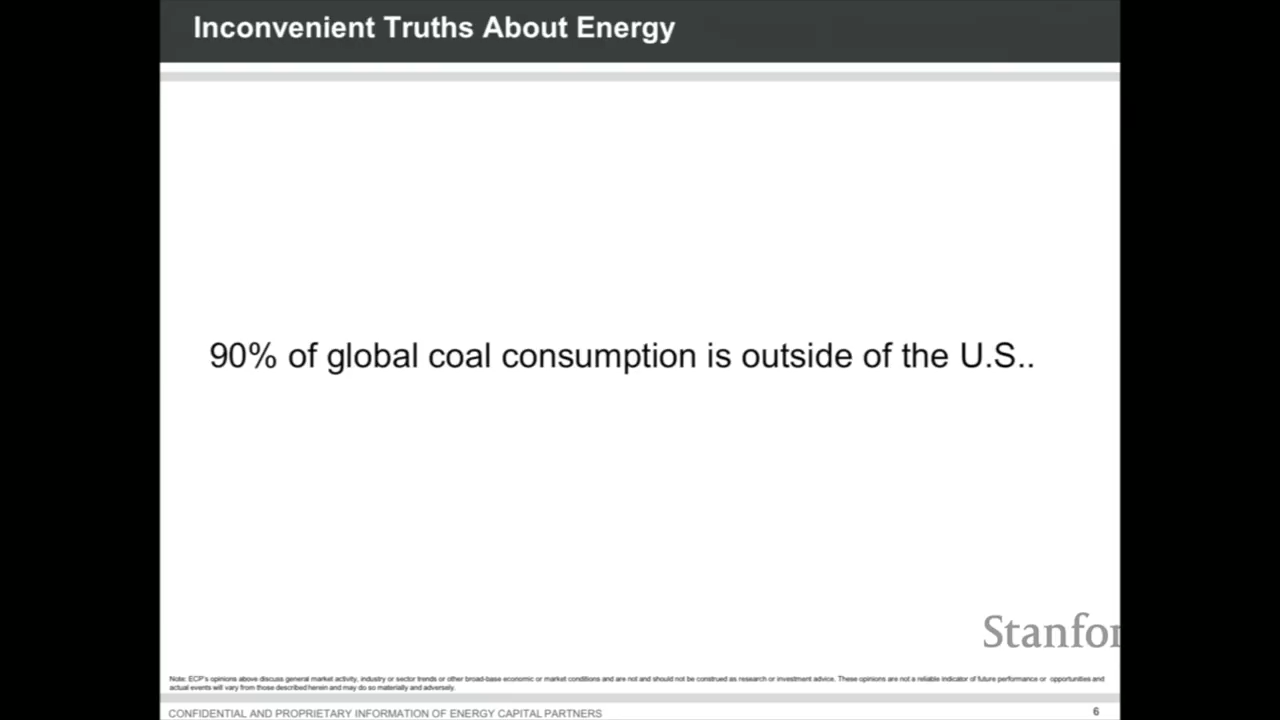 Inconvenient Truths About Energy
90% of global coal consumption is outside of the U.S..
Stanfor
Note: ECP's opinions above discuss general market activity, industry or sector trends or other broad-base economic or market conditions and are not and should not be construed as research or investment advice. These opinions are not a reliable indicator of future performance or opportunities and
actual events will vary from those described herein and may do so materially and adversely.
CONFIDENTIAL AND PROPRIETARY INFORMATION OF ENERGY CAPITAL PARTNERS
6